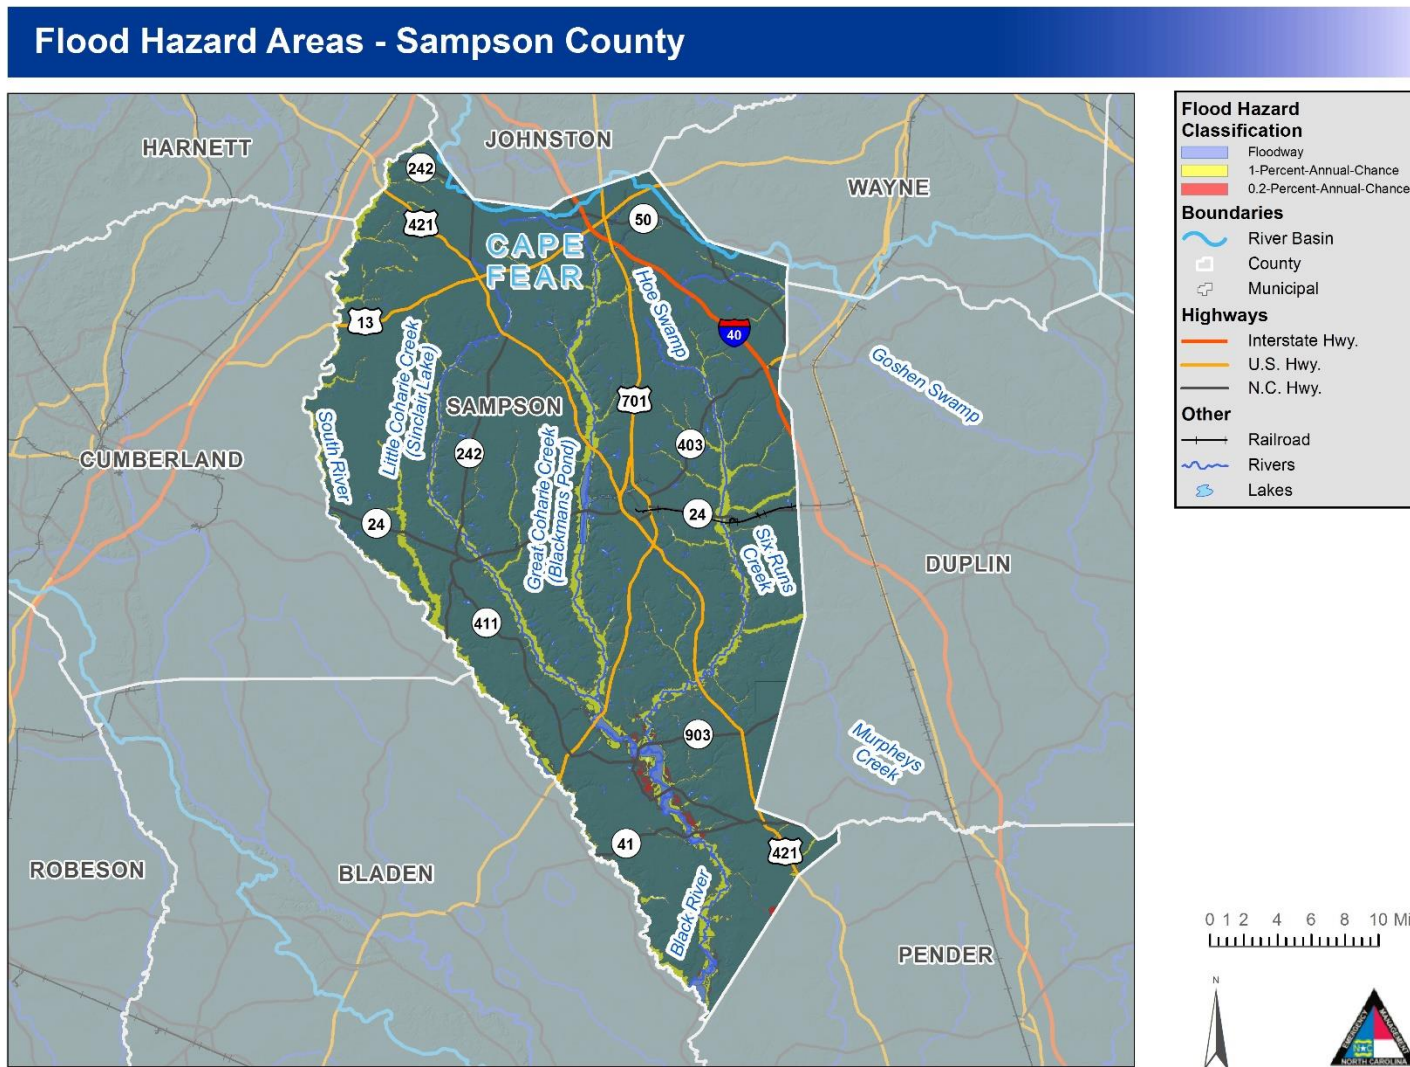 Flood Hazard Areas - Sampson County
HARNETT
JOHNSTON
WAYNE
242
421
50
CAPE
FEAR
Hoe Swamp
13
40
Goshen Swamp
Little Coharie Creek
(Sinclair Lake)
SAMPSON
701
South River
CUMBERLAND
242
Great Coharie Creek
(Blackmans Pond)
403
24
24
Six Runs
Creek
DUPLIN
411
903
Murpheys
Creek
41
421
ROBESON
BLADEN
Black River
PENDER
Flood Hazard
Classification
Floodway
1-Percent-Annual-Chance
0.2-Percent-Annual-Chance
Boundaries
River Basin
County
Municipal
Highways
Interstate Hwy.
U.S. Hwy.
N.C. Hwy.
Other
Railroad
Rivers
Lakes
0 1 2 4 6 8 10 Mi
N
EMERGENCY
MANAGEMENT
N C
NORTH CAROLINA